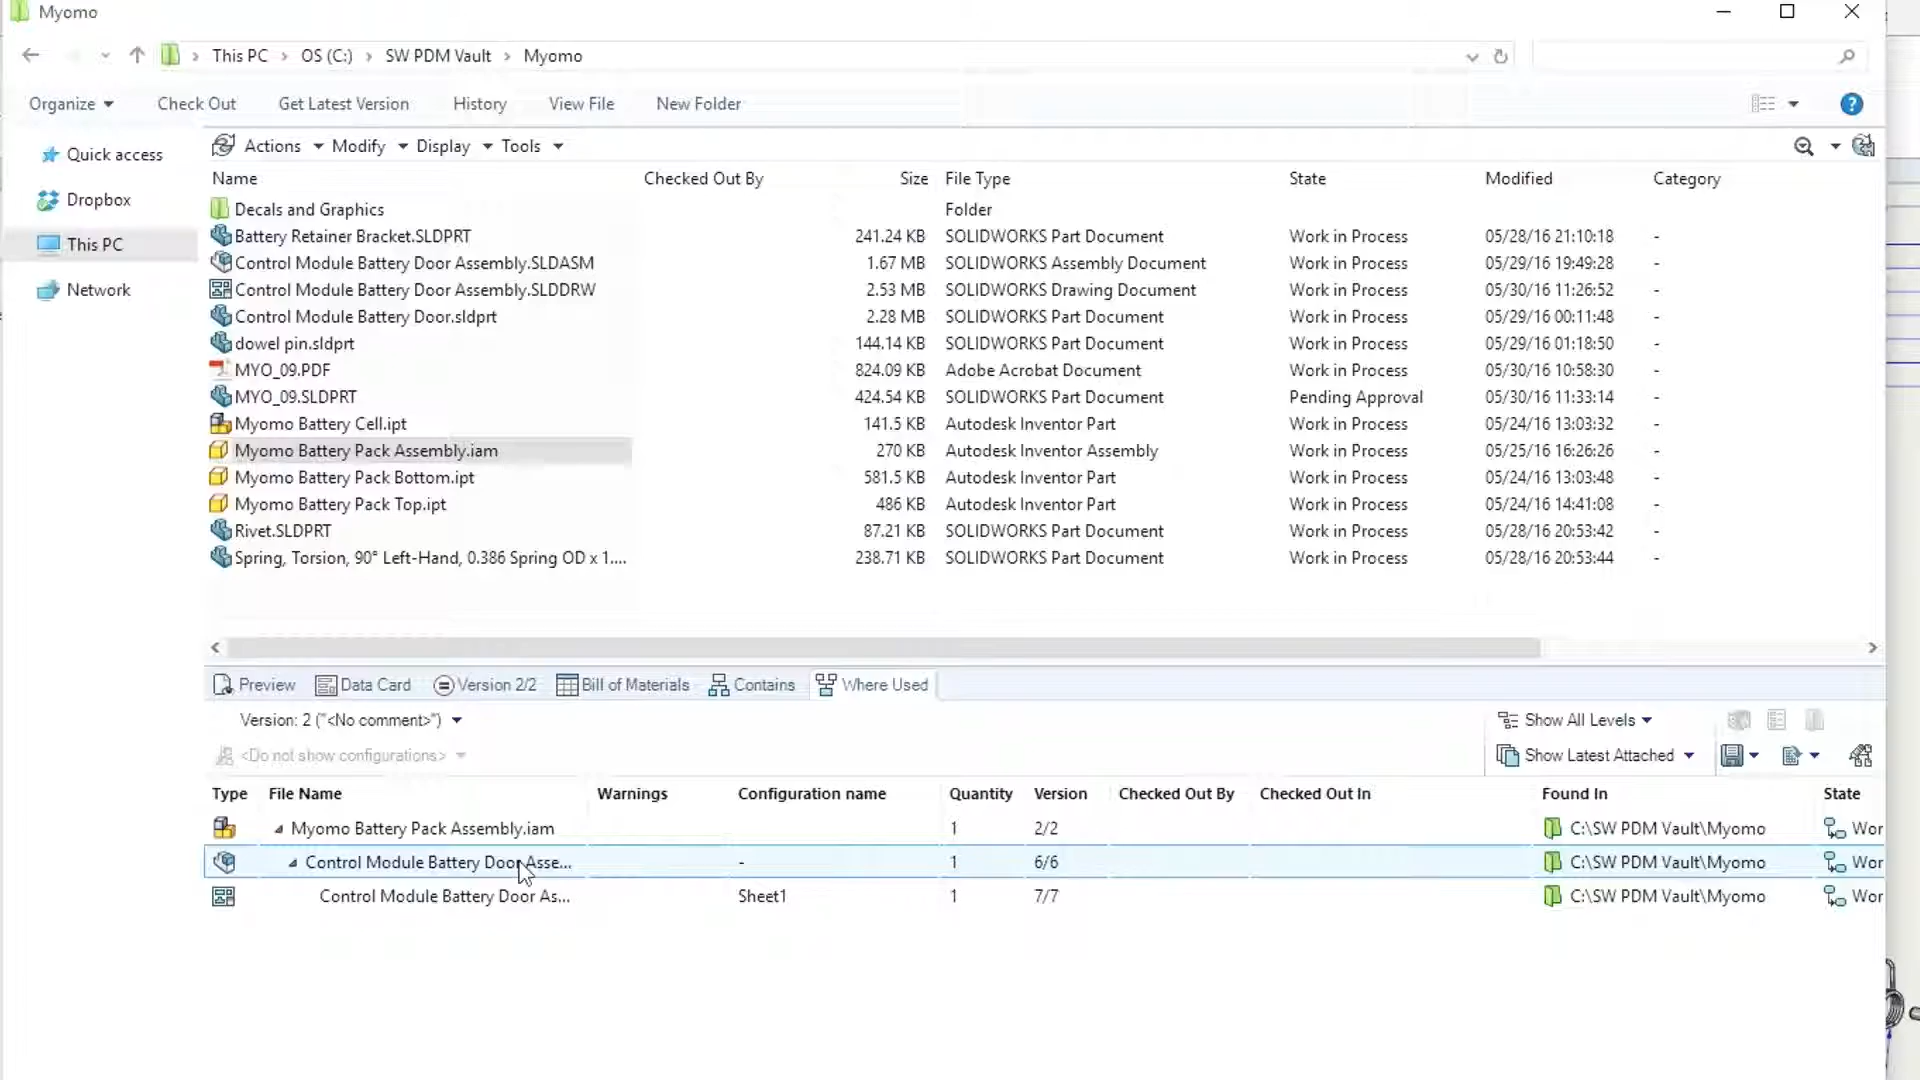 Myomo
This PC > OS (C:) > SW PDM Vault > Myomo
Organize Check Out Get Latest Version History View File New Folder ?
Quick access
Dropbox
This PC
Network
Actions Modify Display Tools
Name Checked Out By Size File Type State Modified Category
Decals and Graphics Folder
Battery Retainer Bracket.SLDPRT 241.24 KB SOLIDWORKS Part Document Work in Process 05/28/16 21:10:18 -
Control Module Battery Door Assembly.SLDASM 1.67 MB SOLIDWORKS Assembly Document Work in Process 05/29/16 19:49:28 -
Control Module Battery Door Assembly.SLDDRW 2.53 MB SOLIDWORKS Drawing Document Work in Process 05/30/16 11:26:52 -
Control Module Battery Door.sldprt 2.28 MB SOLIDWORKS Part Document Work in Process 05/29/16 00:11:48 -
dowel pin.sldprt 144.14 KB SOLIDWORKS Part Document Work in Process 05/29/16 01:18:50 -
MYO_09.PDF 824.09 KB Adobe Acrobat Document Work in Process 05/30/16 10:58:30 -
MYO_09.SLDPRT 424.54 KB SOLIDWORKS Part Document Pending Approval 05/30/16 11:33:14 -
Myomo Battery Cell.ipt 141.5 KB Autodesk Inventor Part Work in Process 05/24/16 13:03:32 -
Myomo Battery Pack Assembly.iam 270 KB Autodesk Inventor Assembly Work in Process 05/25/16 16:26:26 -
Myomo Battery Pack Bottom.ipt 581.5 KB Autodesk Inventor Part Work in Process 05/24/16 13:03:48 -
Myomo Battery Pack Top.ipt 486 KB Autodesk Inventor Part Work in Process 05/24/16 14:41:08 -
Rivet.SLDPRT 87.21 KB SOLIDWORKS Part Document Work in Process 05/28/16 20:53:42 -
Spring, Torsion, 90° Left-Hand, 0.386 Spring OD x 1.... 238.71 KB SOLIDWORKS Part Document Work in Process 05/28/16 20:53:44 -
Preview Data Card Version 2/2 Bill of Materials Contains Where Used
Version: 2 ("<No comment>") Show All Levels
<Do not show configurations> Show Latest Attached
Type File Name Warnings Configuration name Quantity Version Checked Out By Checked Out In Found In State
Myomo Battery Pack Assembly.iam 1 2/2 C:\SW PDM Vault\Myomo Wor
Control Module Battery Door Asse... - 1 6/6 C:\SW PDM Vault\Myomo Wor
Control Module Battery Door As... Sheet1 1 7/7 C:\SW PDM Vault\Myomo Wor